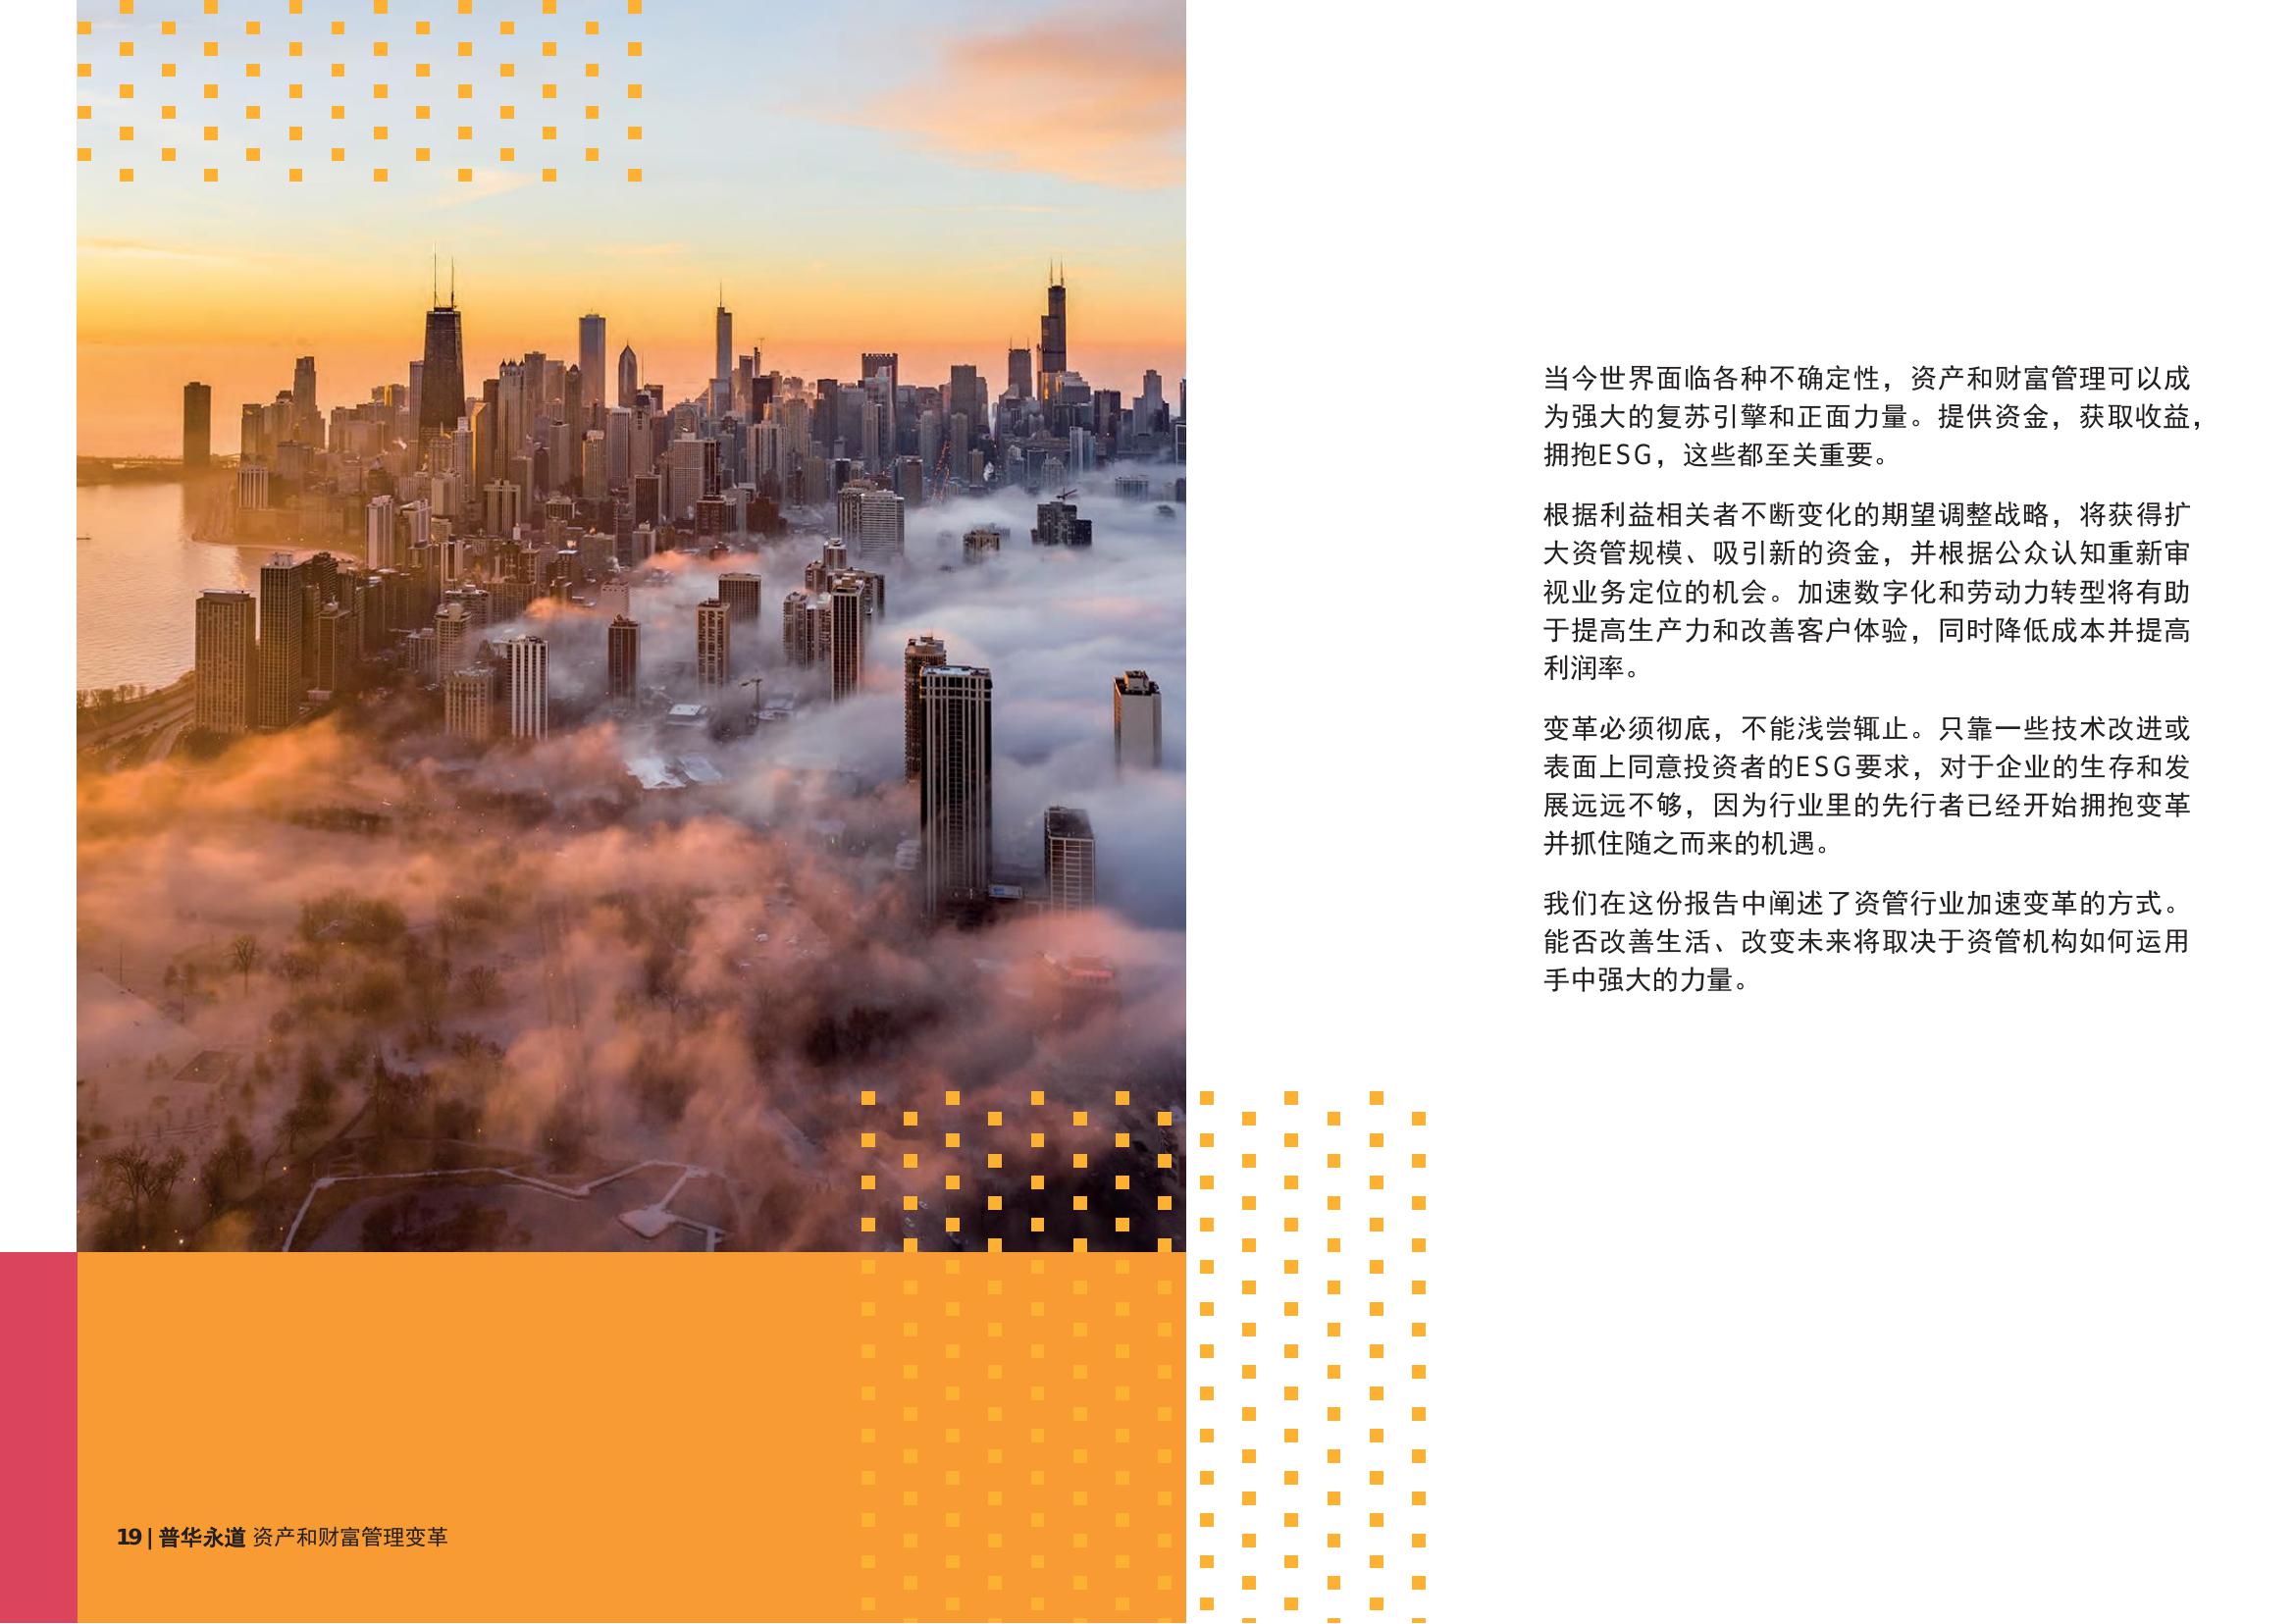 当今世界面临各种不确定性，资产和财富管理可以成
为强大的复苏引擎和正面力量。提供资金，获取收益，
拥抱ESG，这些都至关重要。
根据利益相关者不断变化的期望调整战略，将获得扩
大资管规模、吸引新的资金，并根据公众认知重新审
视业务定位的机会。加速数字化和劳动力转型将有助
于提高生产力和改善客户体验，同时降低成本并提高
利润率。
变革必须彻底，不能浅尝辄止。只靠一些技术改进或
表面上同意投资者的ESG要求，对于企业的生存和发
展远远不够，因为行业里的先行者已经开始拥抱变革
并抓住随之而来的机遇。
我们在这份报告中阐述了资管行业加速变革的方式。
能否改善生活、改变未来将取决于资管机构如何运用
手中强大的力量。
19 | 普华永道 资产和财富管理变革